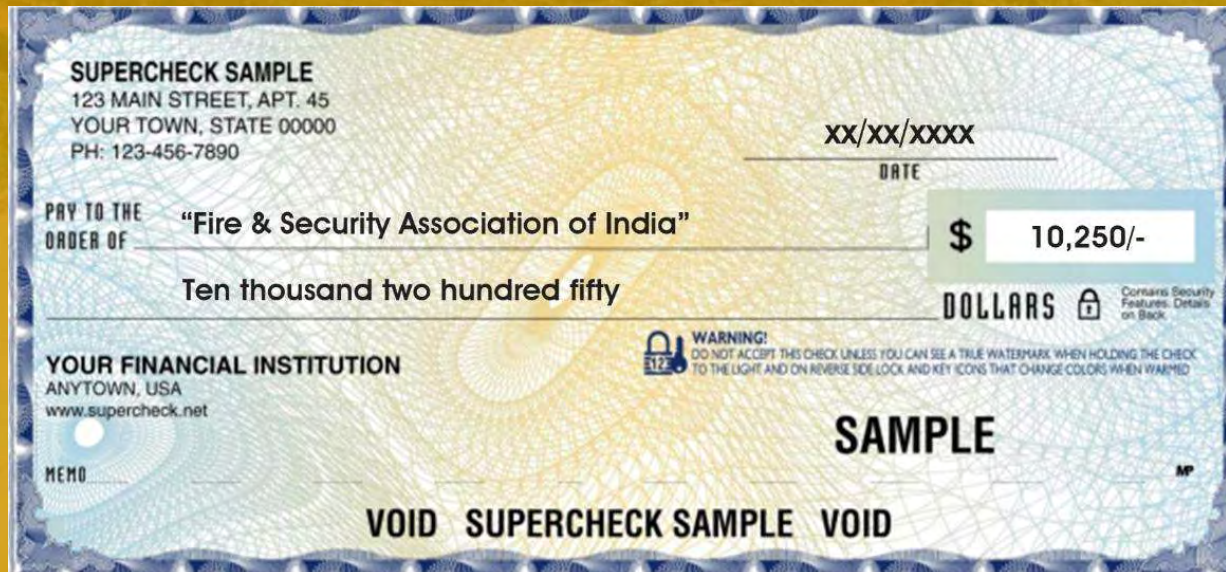 SUPERCHECK SAMPLE
123 MAIN STREET, APT. 45
YOUR TOWN, STATE 00000
PH: 123-456-7890
xx/xx/xxxx
DATE
PAY TO THE
ORDER OF
"Fire & Security Association of India"
$ 10,250/-
Ten thousand two hundred fifty
DOLLARS
Contains Security
Features. Details
on Back.
YOUR FINANCIAL INSTITUTION
ANYTOWN, USA
www.supercheck.net
WARNING!
DO NOT ACCEPT THIS CHECK UNLESS YOU CAN SEE A TRUE WATERMARK WHEN HOLDING THE CHECK
TO THE LIGHT AND ON REVERSE SIDE LOCK AND KEY ICONS THAT CHANGE COLORS WHEN WARMED
SAMPLE
MEMO
MP
VOID SUPERCHECK SAMPLE VOID